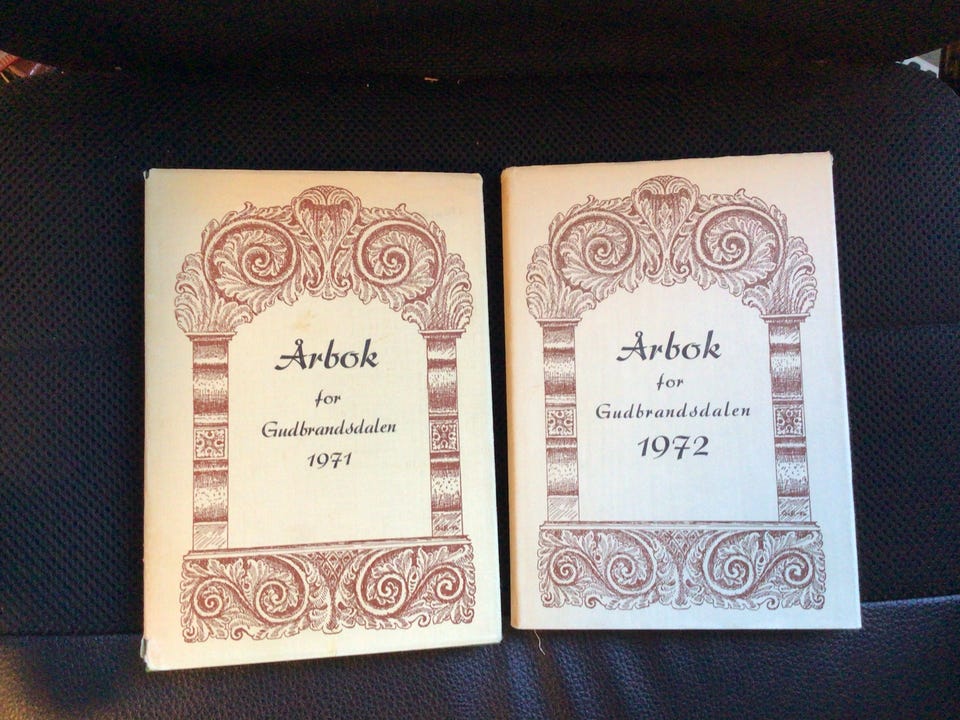 Årbok
for
Gudbrandsdalen
1971
Årbok
for
Gudbrandsdalen
1972